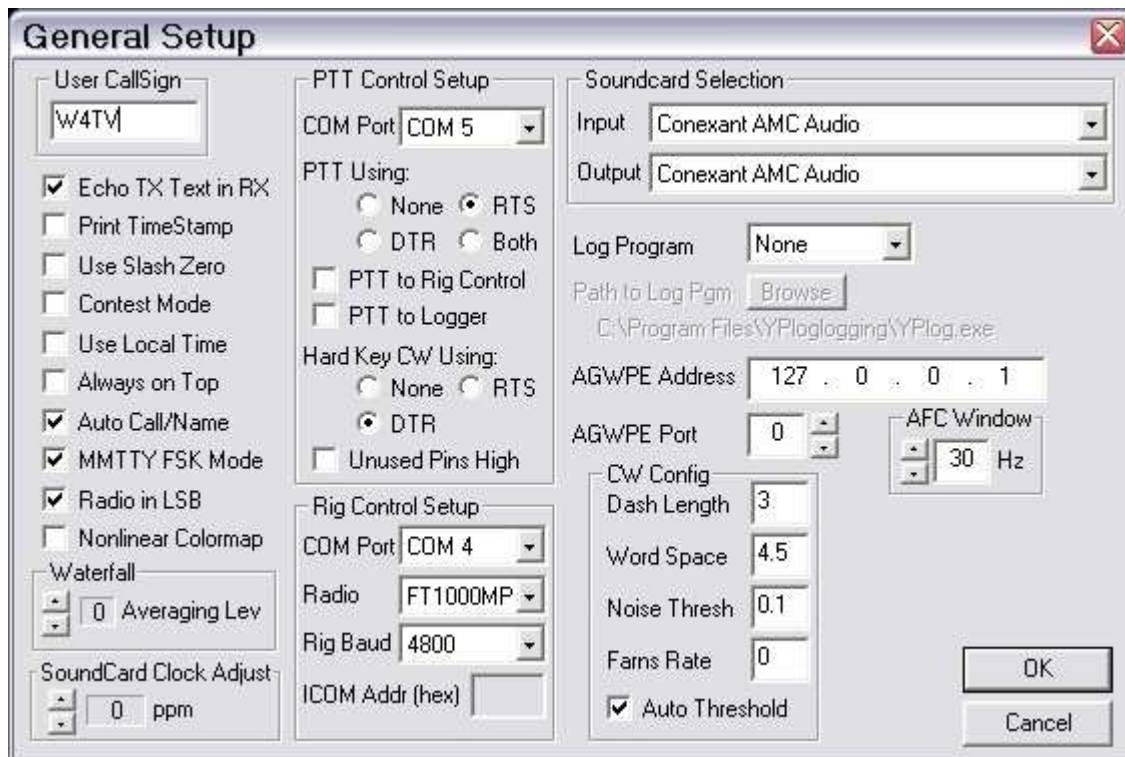 General Setup
User CallSign
W4TV
Echo TX Text in RX
Print TimeStamp
Use Slash Zero
Contest Mode
Use Local Time
Always on Top
Auto Call/Name
MMTTY FSK Mode
Radio in LSB
Nonlinear Colormap
Waterfall
0 Averaging Lev
SoundCard Clock Adjust
0 ppm
PTT Control Setup
COM Port COM 5
PTT Using:
None RTS
DTR Both
PTT to Rig Control
PTT to Logger
Hard Key CW Using:
None RTS
DTR
Unused Pins High
Rig Control Setup
COM Port COM 4
Radio FT1000MP
Rig Baud 4800
ICOM Addr (hex)
Soundcard Selection
Input Conexant AMC Audio
Output Conexant AMC Audio
Log Program None
Path to Log Pgm Browse
C:\Program Files\YPloglogging\YPlog.exe
AGWPE Address 127 . 0 . 0 . 1
AGWPE Port 0
AFC Window
30 Hz
CW Config
Dash Length 3
Word Space 4.5
Noise Thresh 0.1
Farns Rate 0
Auto Threshold
OK
Cancel